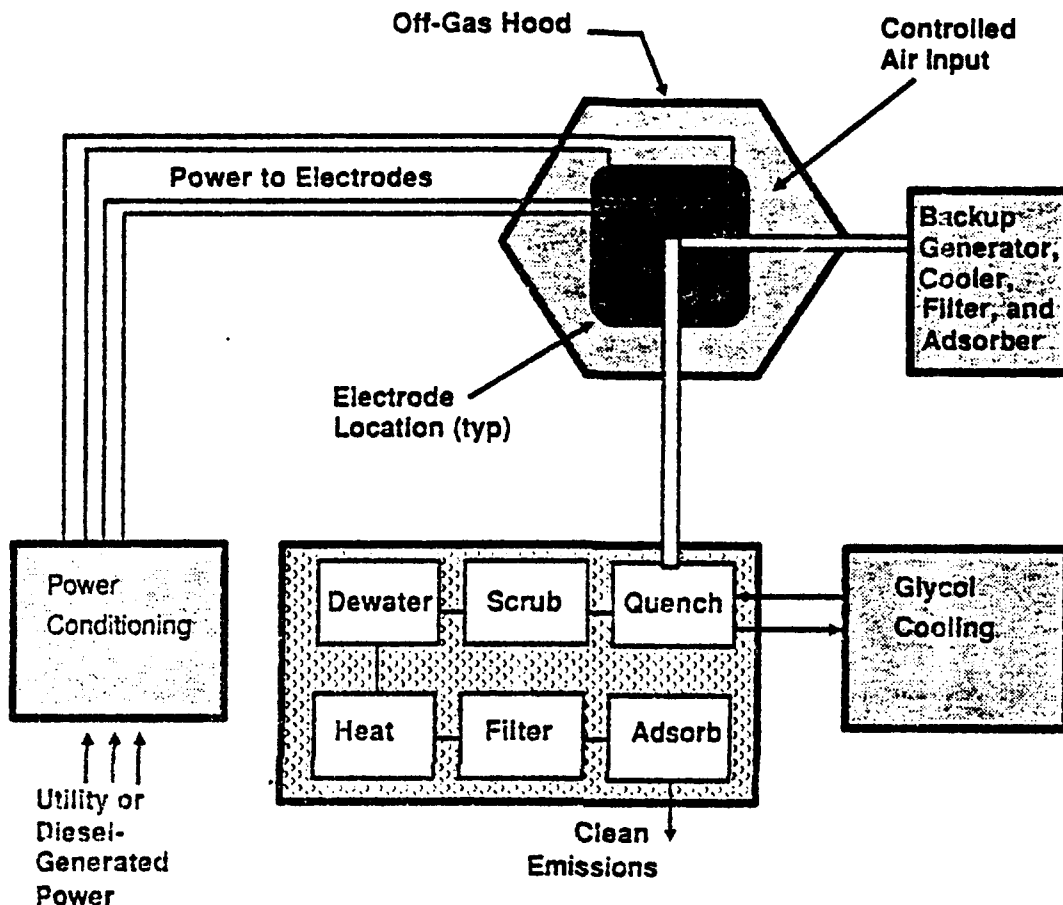 Off-Gas Hood
Controlled
Air Input
Power to Electrodes
Backup
Generator,
Cooler,
Filter, and
Adsorber
Electrode
Location (typ)
Power
Conditioning
Dewater
Scrub
Quench
Glycol
Cooling
Heat
Filter
Adsorb
Utility or
Diesel-
Generated
Power
Clean
Emissions